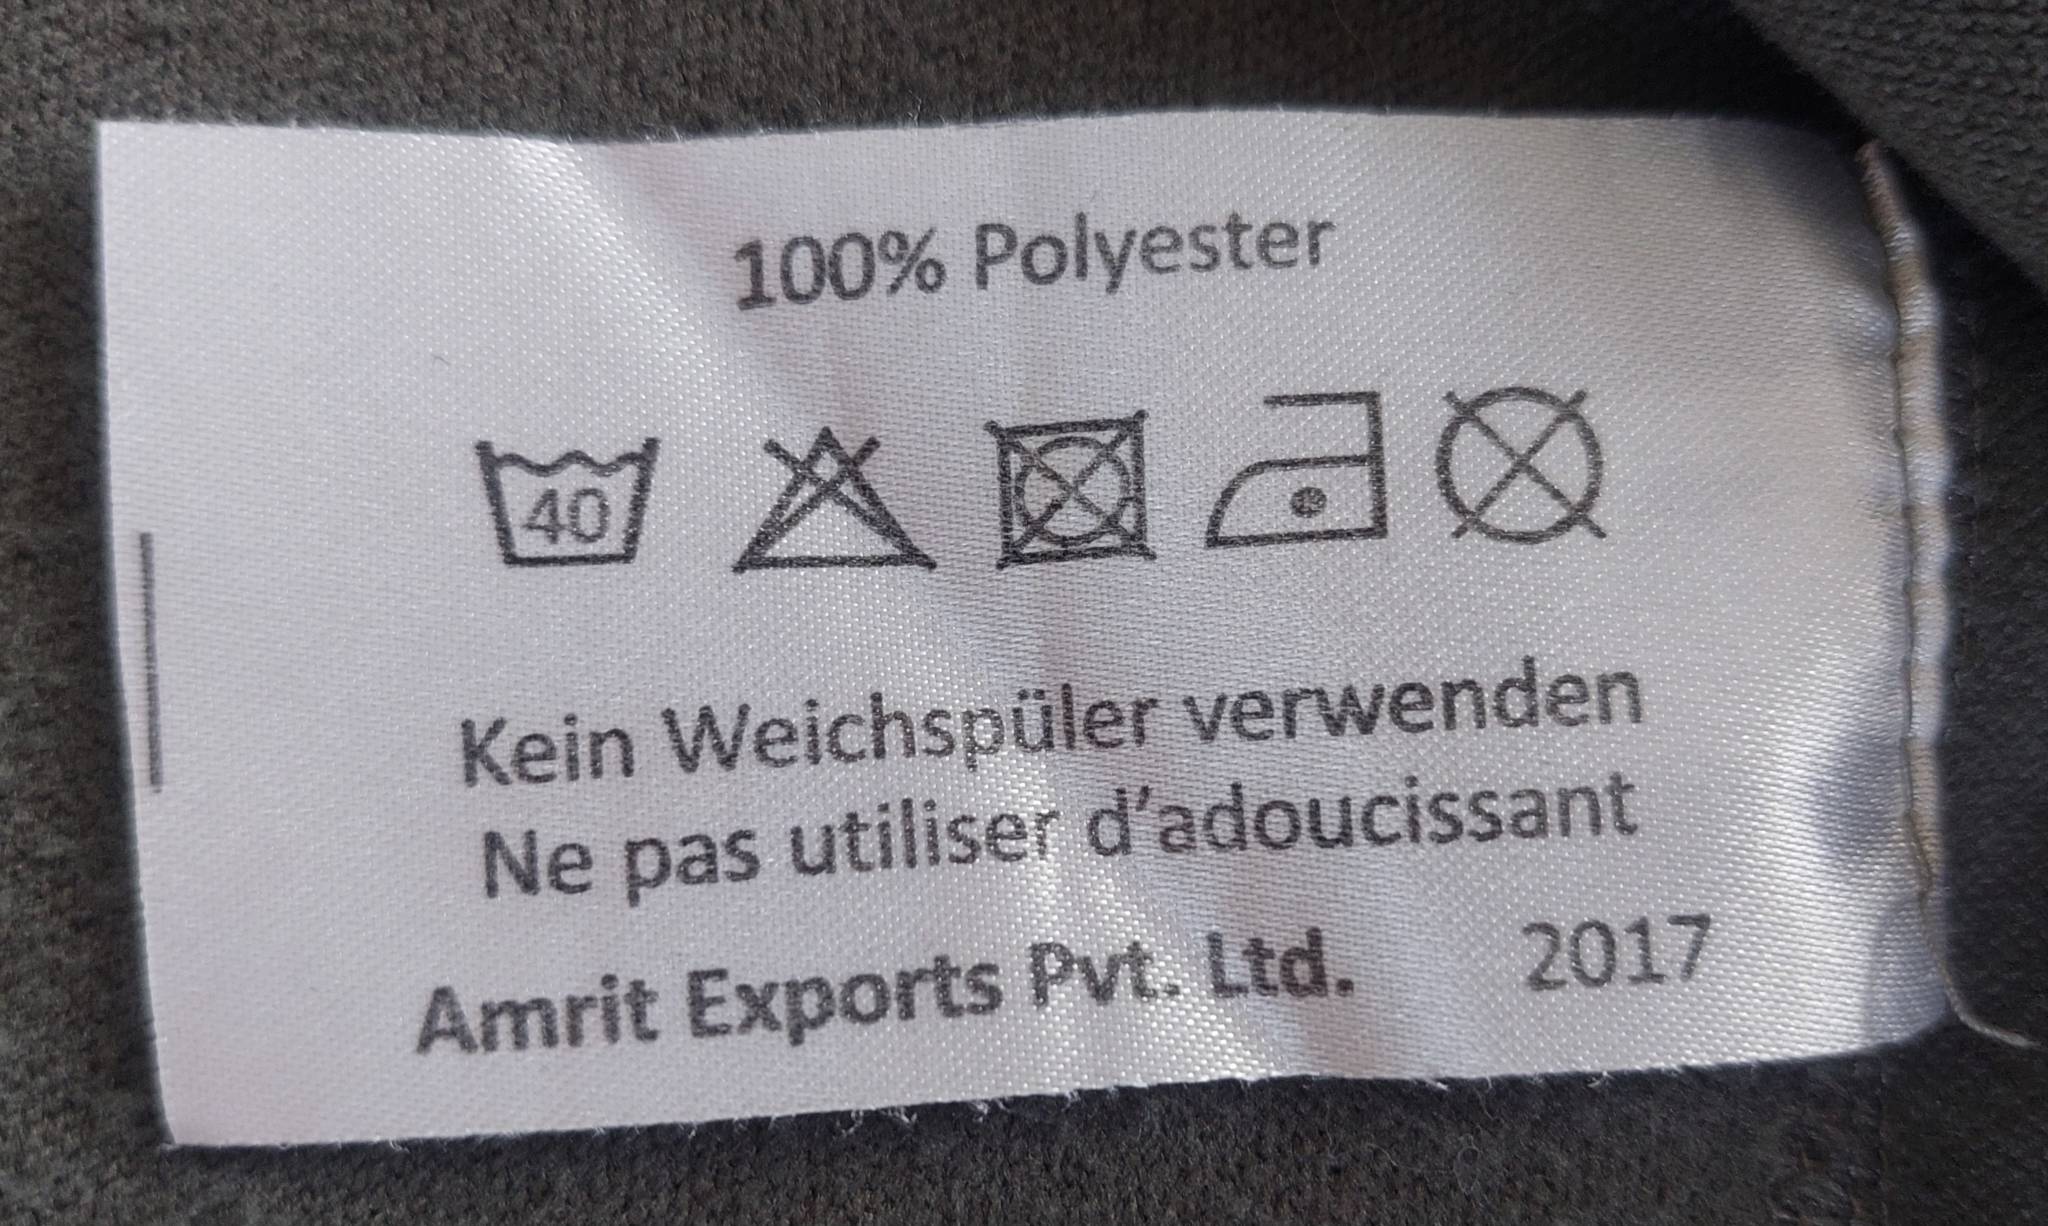 100% Polyester
40
Kein Weichspüler verwenden
Ne pas utiliser d'adoucissant
Amrit Exports Pvt. Ltd. 2017